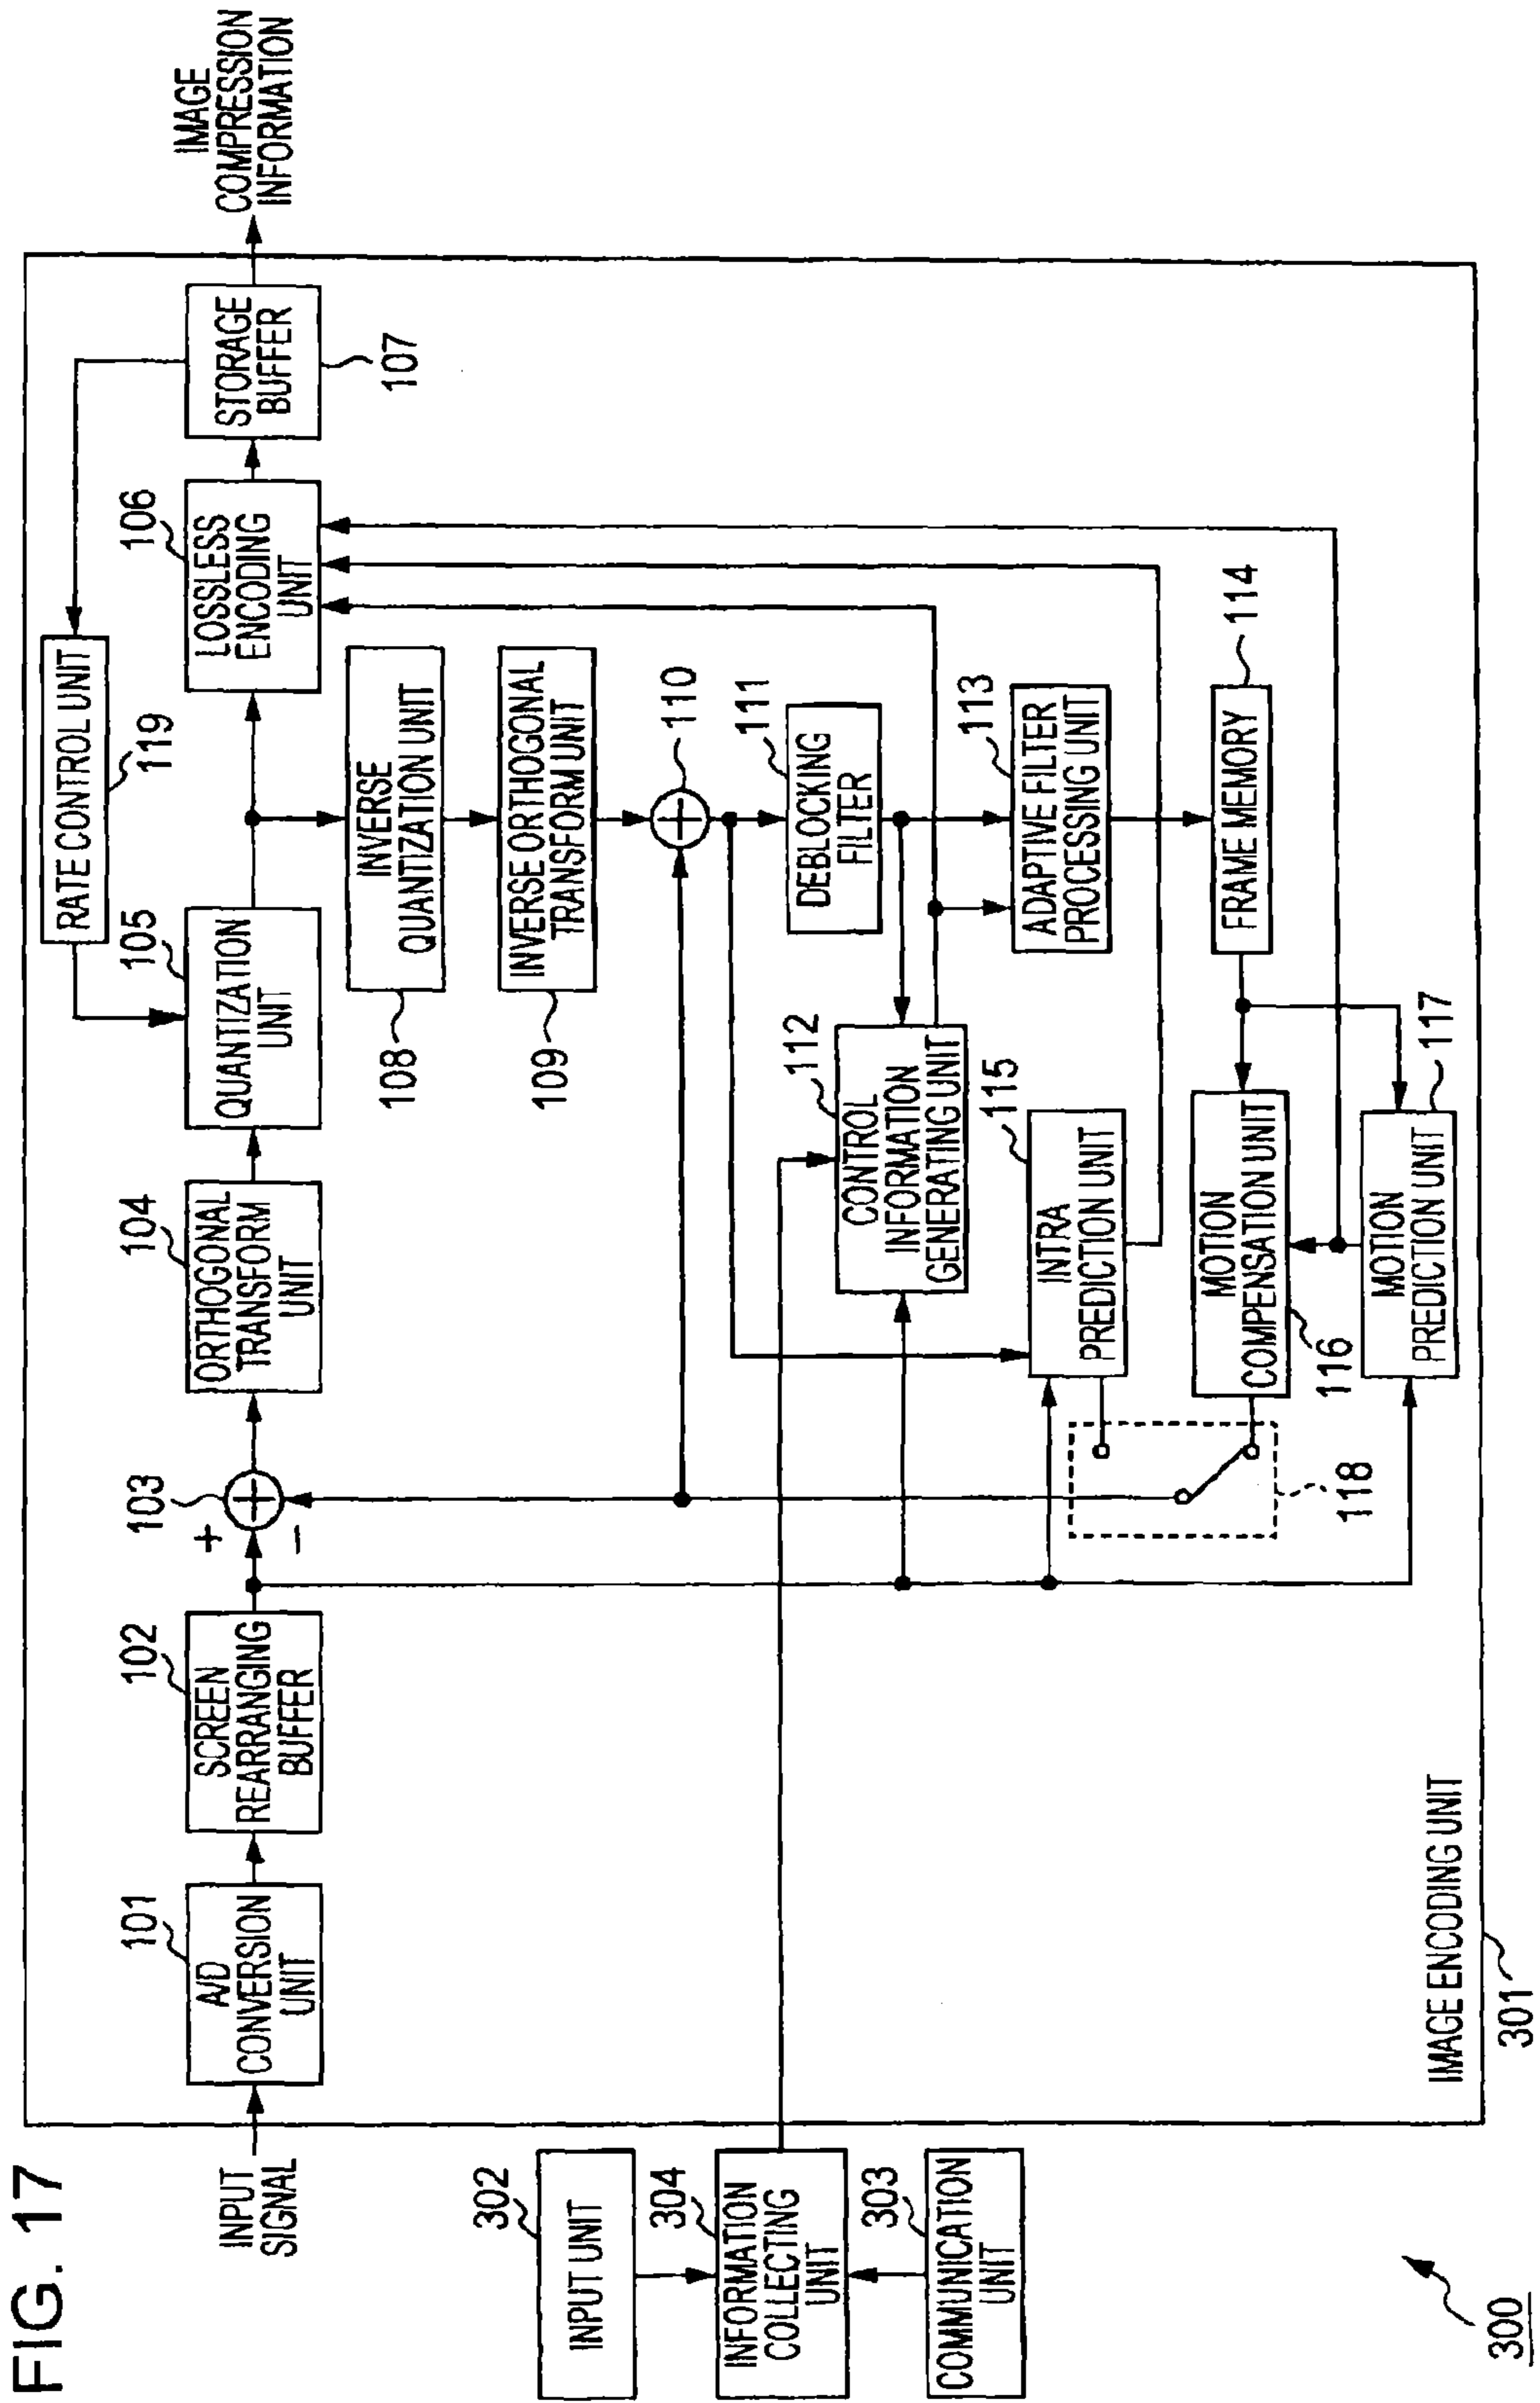 FIG. 17
300
INPUT
SIGNAL
101
A/D
CONVERSION
UNIT
102
SCREEN
REARRANGING
BUFFER
103
+
−
104
ORTHOGONAL
TRANSFORM
UNIT
105
QUANTIZATION
UNIT
RATE CONTROL UNIT
119
106
LOSSLESS
ENCODING
UNIT
STORAGE
BUFFER
107
IMAGE
COMPRESSION
INFORMATION
INVERSE
QUANTIZATION UNIT
108
INVERSE ORTHOGONAL
TRANSFORM UNIT
109
110
111
DEBLOCKING
FILTER
112
CONTROL
INFORMATION
GENERATING UNIT
113
ADAPTIVE FILTER
PROCESSING UNIT
114
FRAME MEMORY
115
INTRA
PREDICTION UNIT
MOTION
COMPENSATION UNIT
116
MOTION
PREDICTION UNIT
117
118
302
INPUT UNIT
304
INFORMATION
COLLECTING
UNIT
303
COMMUNICATION
UNIT
IMAGE ENCODING UNIT
301